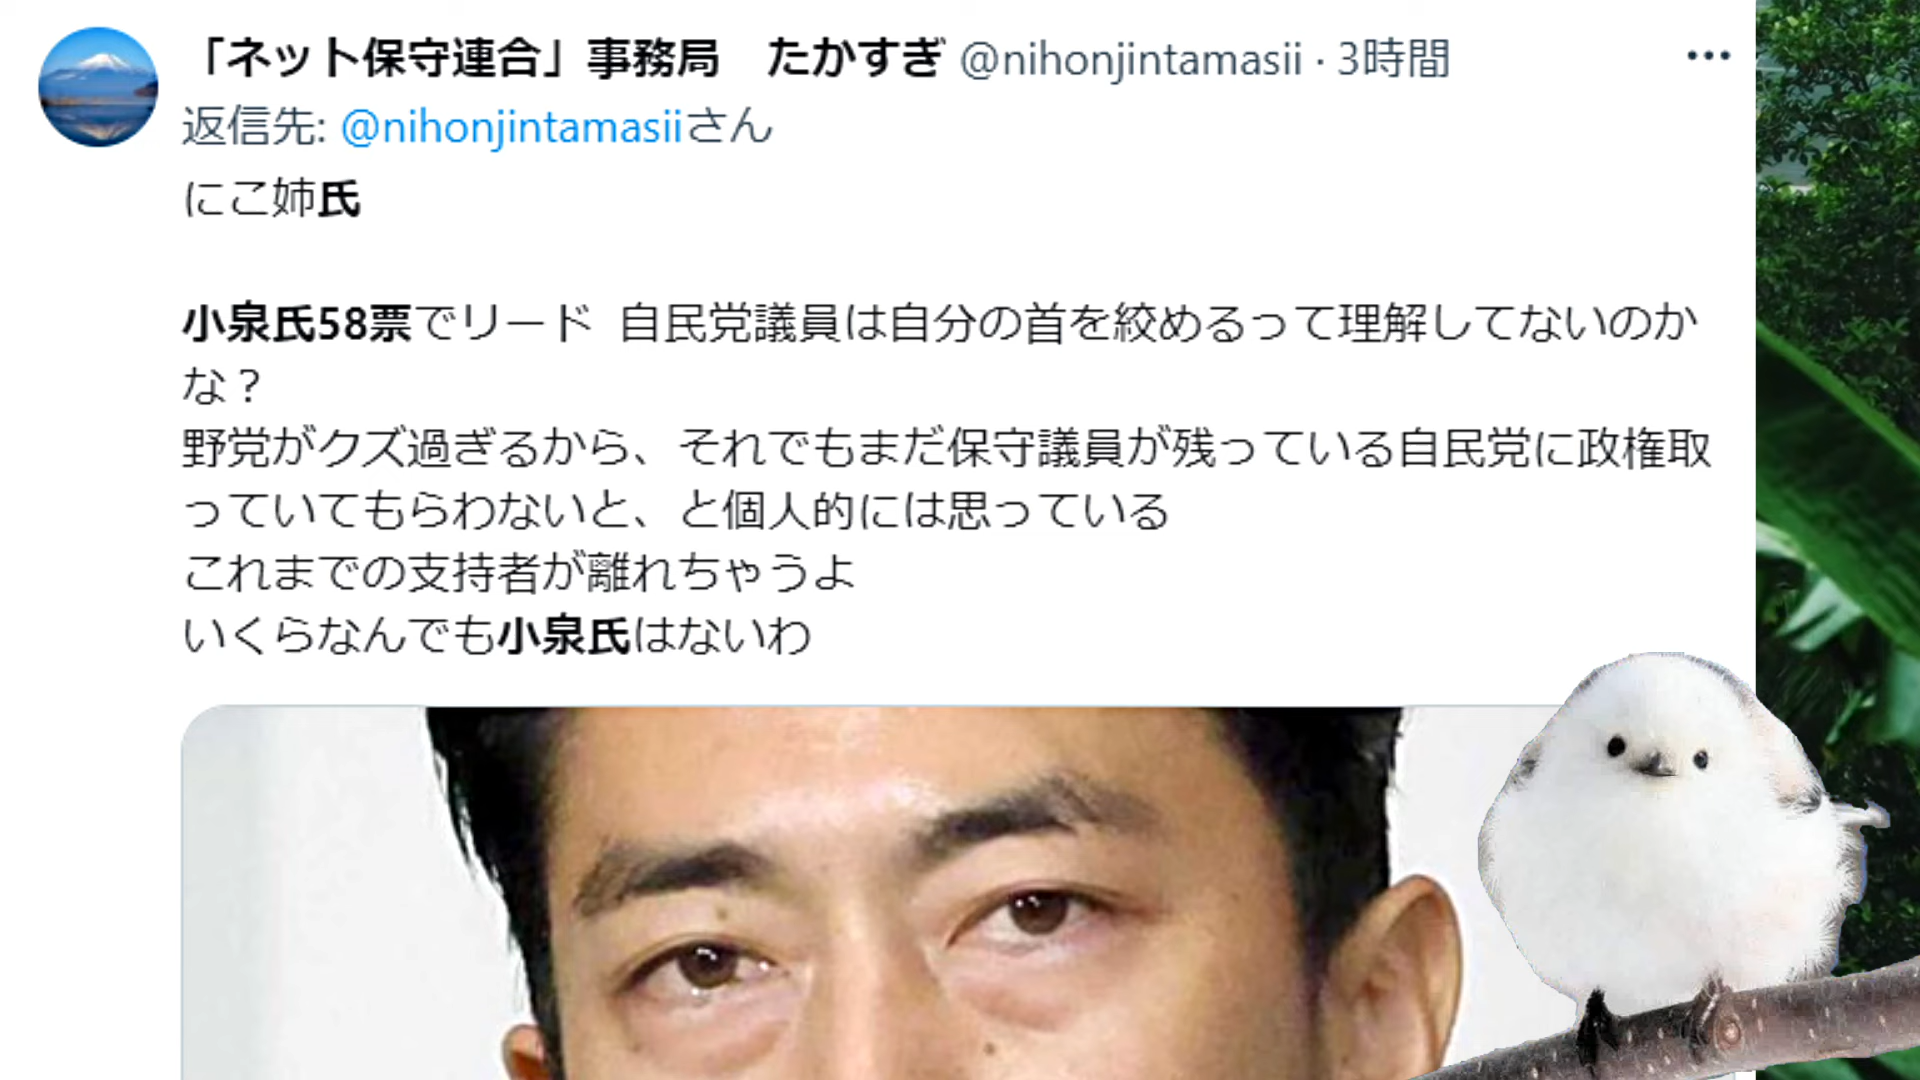 「ネット保守連合」事務局　たかすぎ @nihonjintamasii · 3時間
返信先: @nihonjintamasiiさん
にこ姉氏
小泉氏58票でリード 自民党議員は自分の首を絞めるって理解してないのか
な？
野党がクズ過ぎるから、それでもまだ保守議員が残っている自民党に政権取
っていてもらわないと、と個人的には思っている
これまでの支持者が離れちゃうよ
いくらなんでも小泉氏はないわ